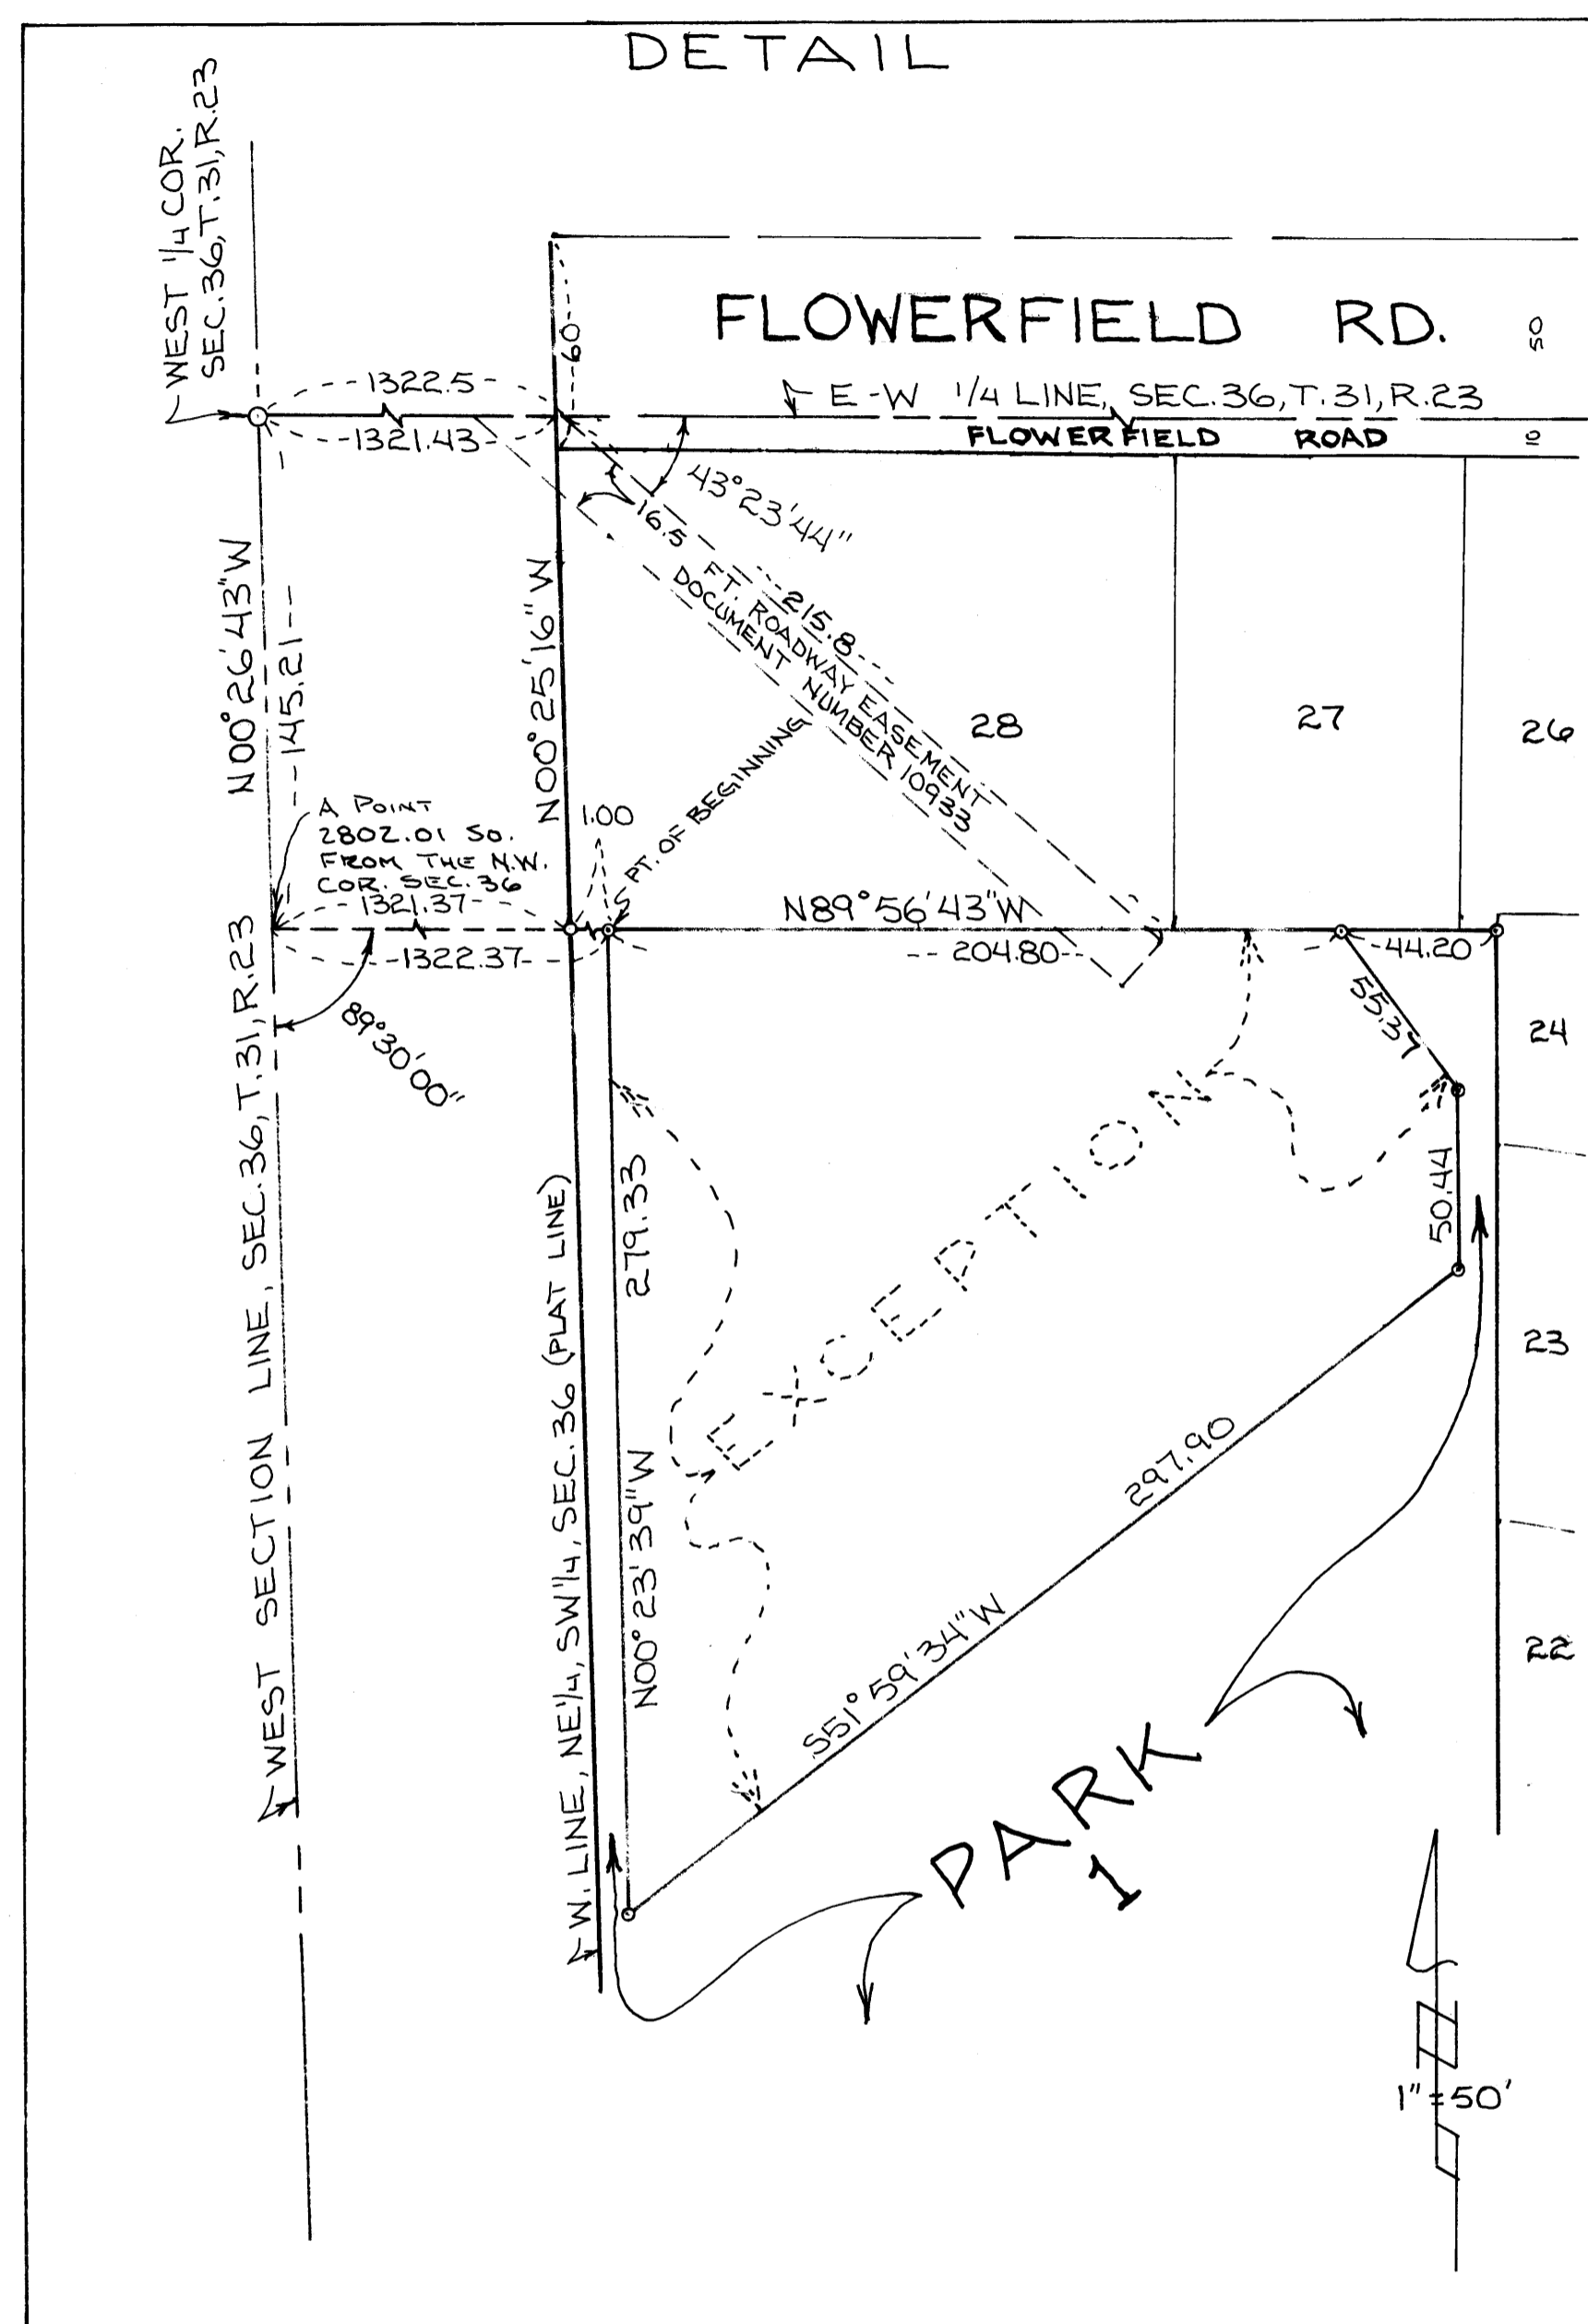 DETAIL
WEST 1/4 COR.
SEC.36,T.31,R.23
FLOWERFIELD RD.
50
60
1322.5
E-W 1/4 LINE, SEC.36,T.31,R.23
1321.43
FLOWERFIELD ROAD
10
43°23'44"
16.5 FT. ROADWAY EASEMENT
DOCUMENT NUMBER 10933
215.8
N00°26'43"W
145.21
N00°25'16"W
28
27
26
A POINT
2802.01 SO.
FROM THE N.W.
COR. SEC.36
1.00
PT. OF BEGINNING
1321.37
N89°56'43"W
1322.37
204.80
44.20
89°30'00"
55.37
24
279.33
N00°23'39"W
EXCEPTION
50.44
23
WEST SECTION LINE, SEC.36,T.31,R.23
W. LINE, NE1/4, SW1/4, SEC.36 (PLAT LINE)
297.90
S51°59'34"W
22
PARK
1
1"=50'